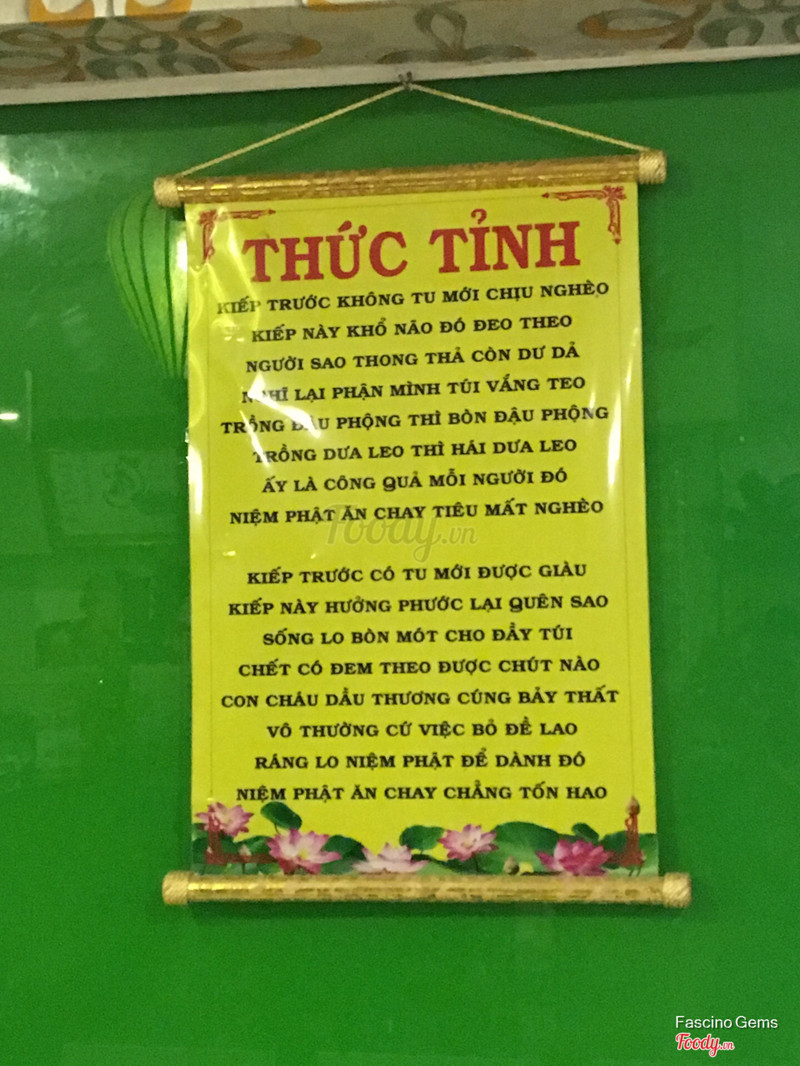 THỨC TỈNH
KIẾP TRƯỚC KHÔNG TU MỚI CHỊU NGHÈO
KIẾP NÀY KHỔ NÃO ĐÓ ĐEO THEO
NGƯỜI SAO THONG THẢ CÒN DƯ DẢ
NGHĨ LẠI PHẬN MÌNH TÚI VẮNG TEO
TRỒNG ĐẬU PHỘNG THÌ BÒN ĐẬU PHỘNG
TRỒNG DƯA LEO THÌ HÁI DƯA LEO
ẤY LÀ CÔNG QUẢ MỖI NGƯỜI ĐÓ
NIỆM PHẬT ĂN CHAY TIÊU MẤT NGHÈO
KIẾP TRƯỚC CÓ TU MỚI ĐƯỢC GIÀU
KIẾP NÀY HƯỞNG PHƯỚC LẠI QUÊN SAO
SỐNG LO BÒN MÓT CHO ĐẦY TÚI
CHẾT CÓ ĐEM THEO ĐƯỢC CHÚT NÀO
CON CHÁU DẦU THƯƠNG CÚNG BẢY THẤT
VÔ THƯỜNG CỨ VIỆC BỎ ĐỀ LAO
RÁNG LO NIỆM PHẬT ĐỂ DÀNH ĐÓ
NIỆM PHẬT ĂN CHAY CHẲNG TỐN HAO
Foody.vn
Fascino Gems
Foody.vn